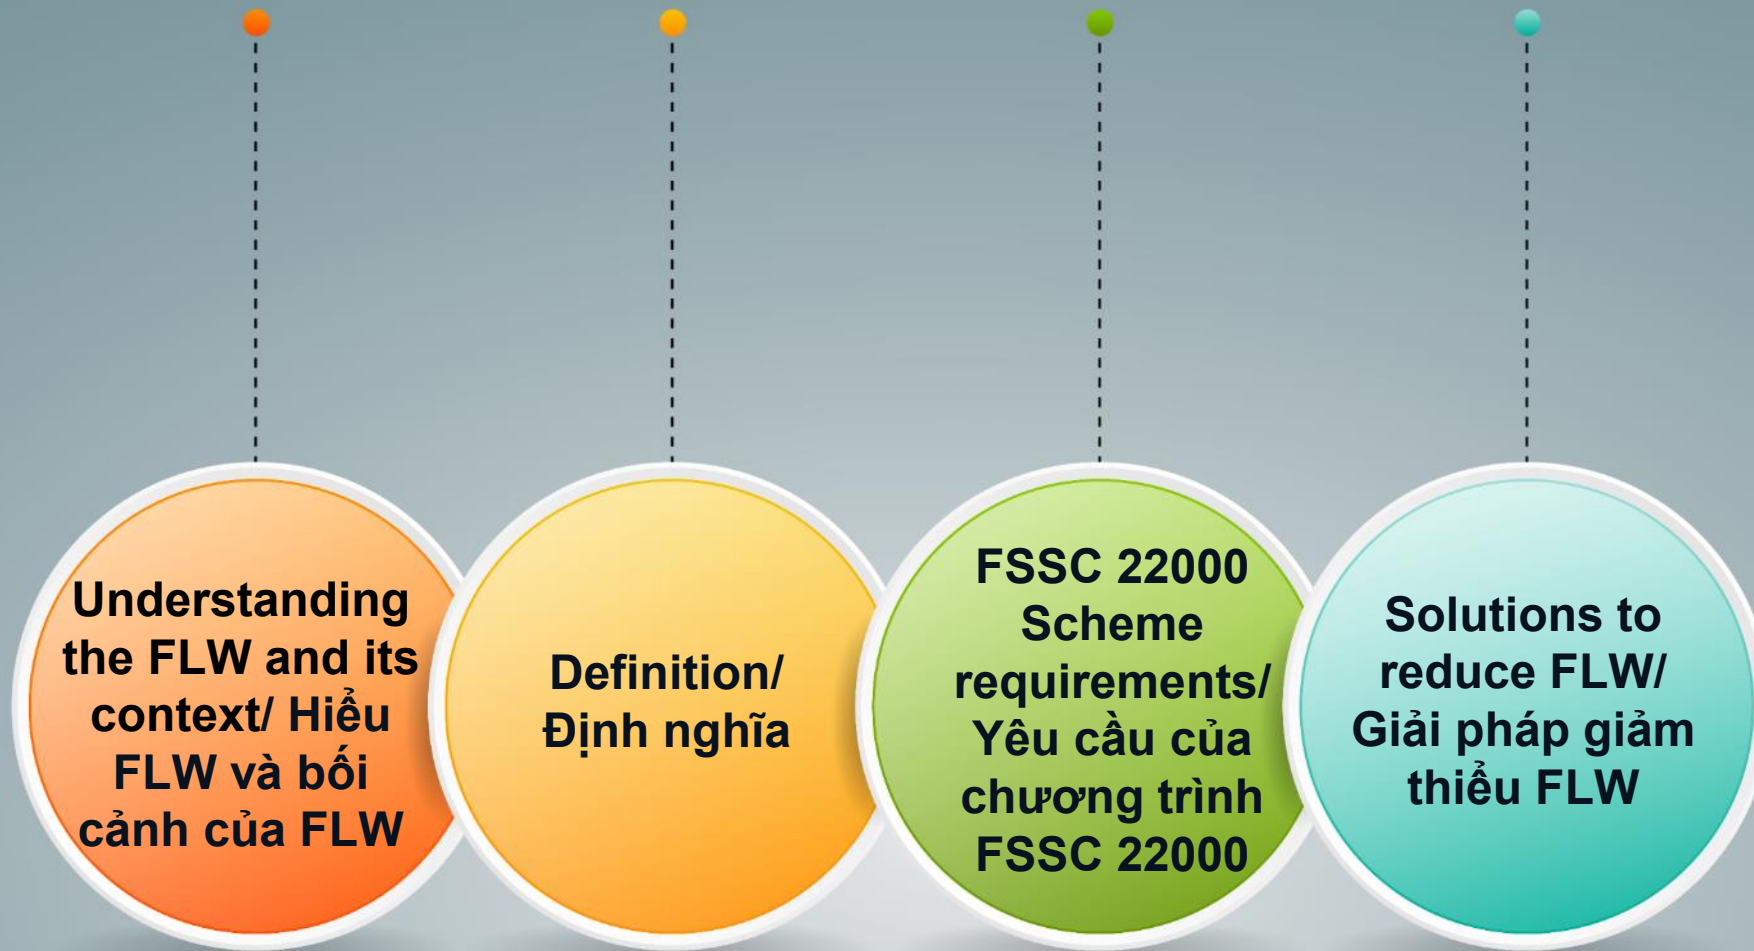 Understanding
the FLW and its
context/ Hiểu
FLW và bối
cảnh của FLW
Definition/
Định nghĩa
FSSC 22000
Scheme
requirements/
Yêu cầu của
chương trình
FSSC 22000
Solutions to
reduce FLW/
Giải pháp giảm
thiểu FLW